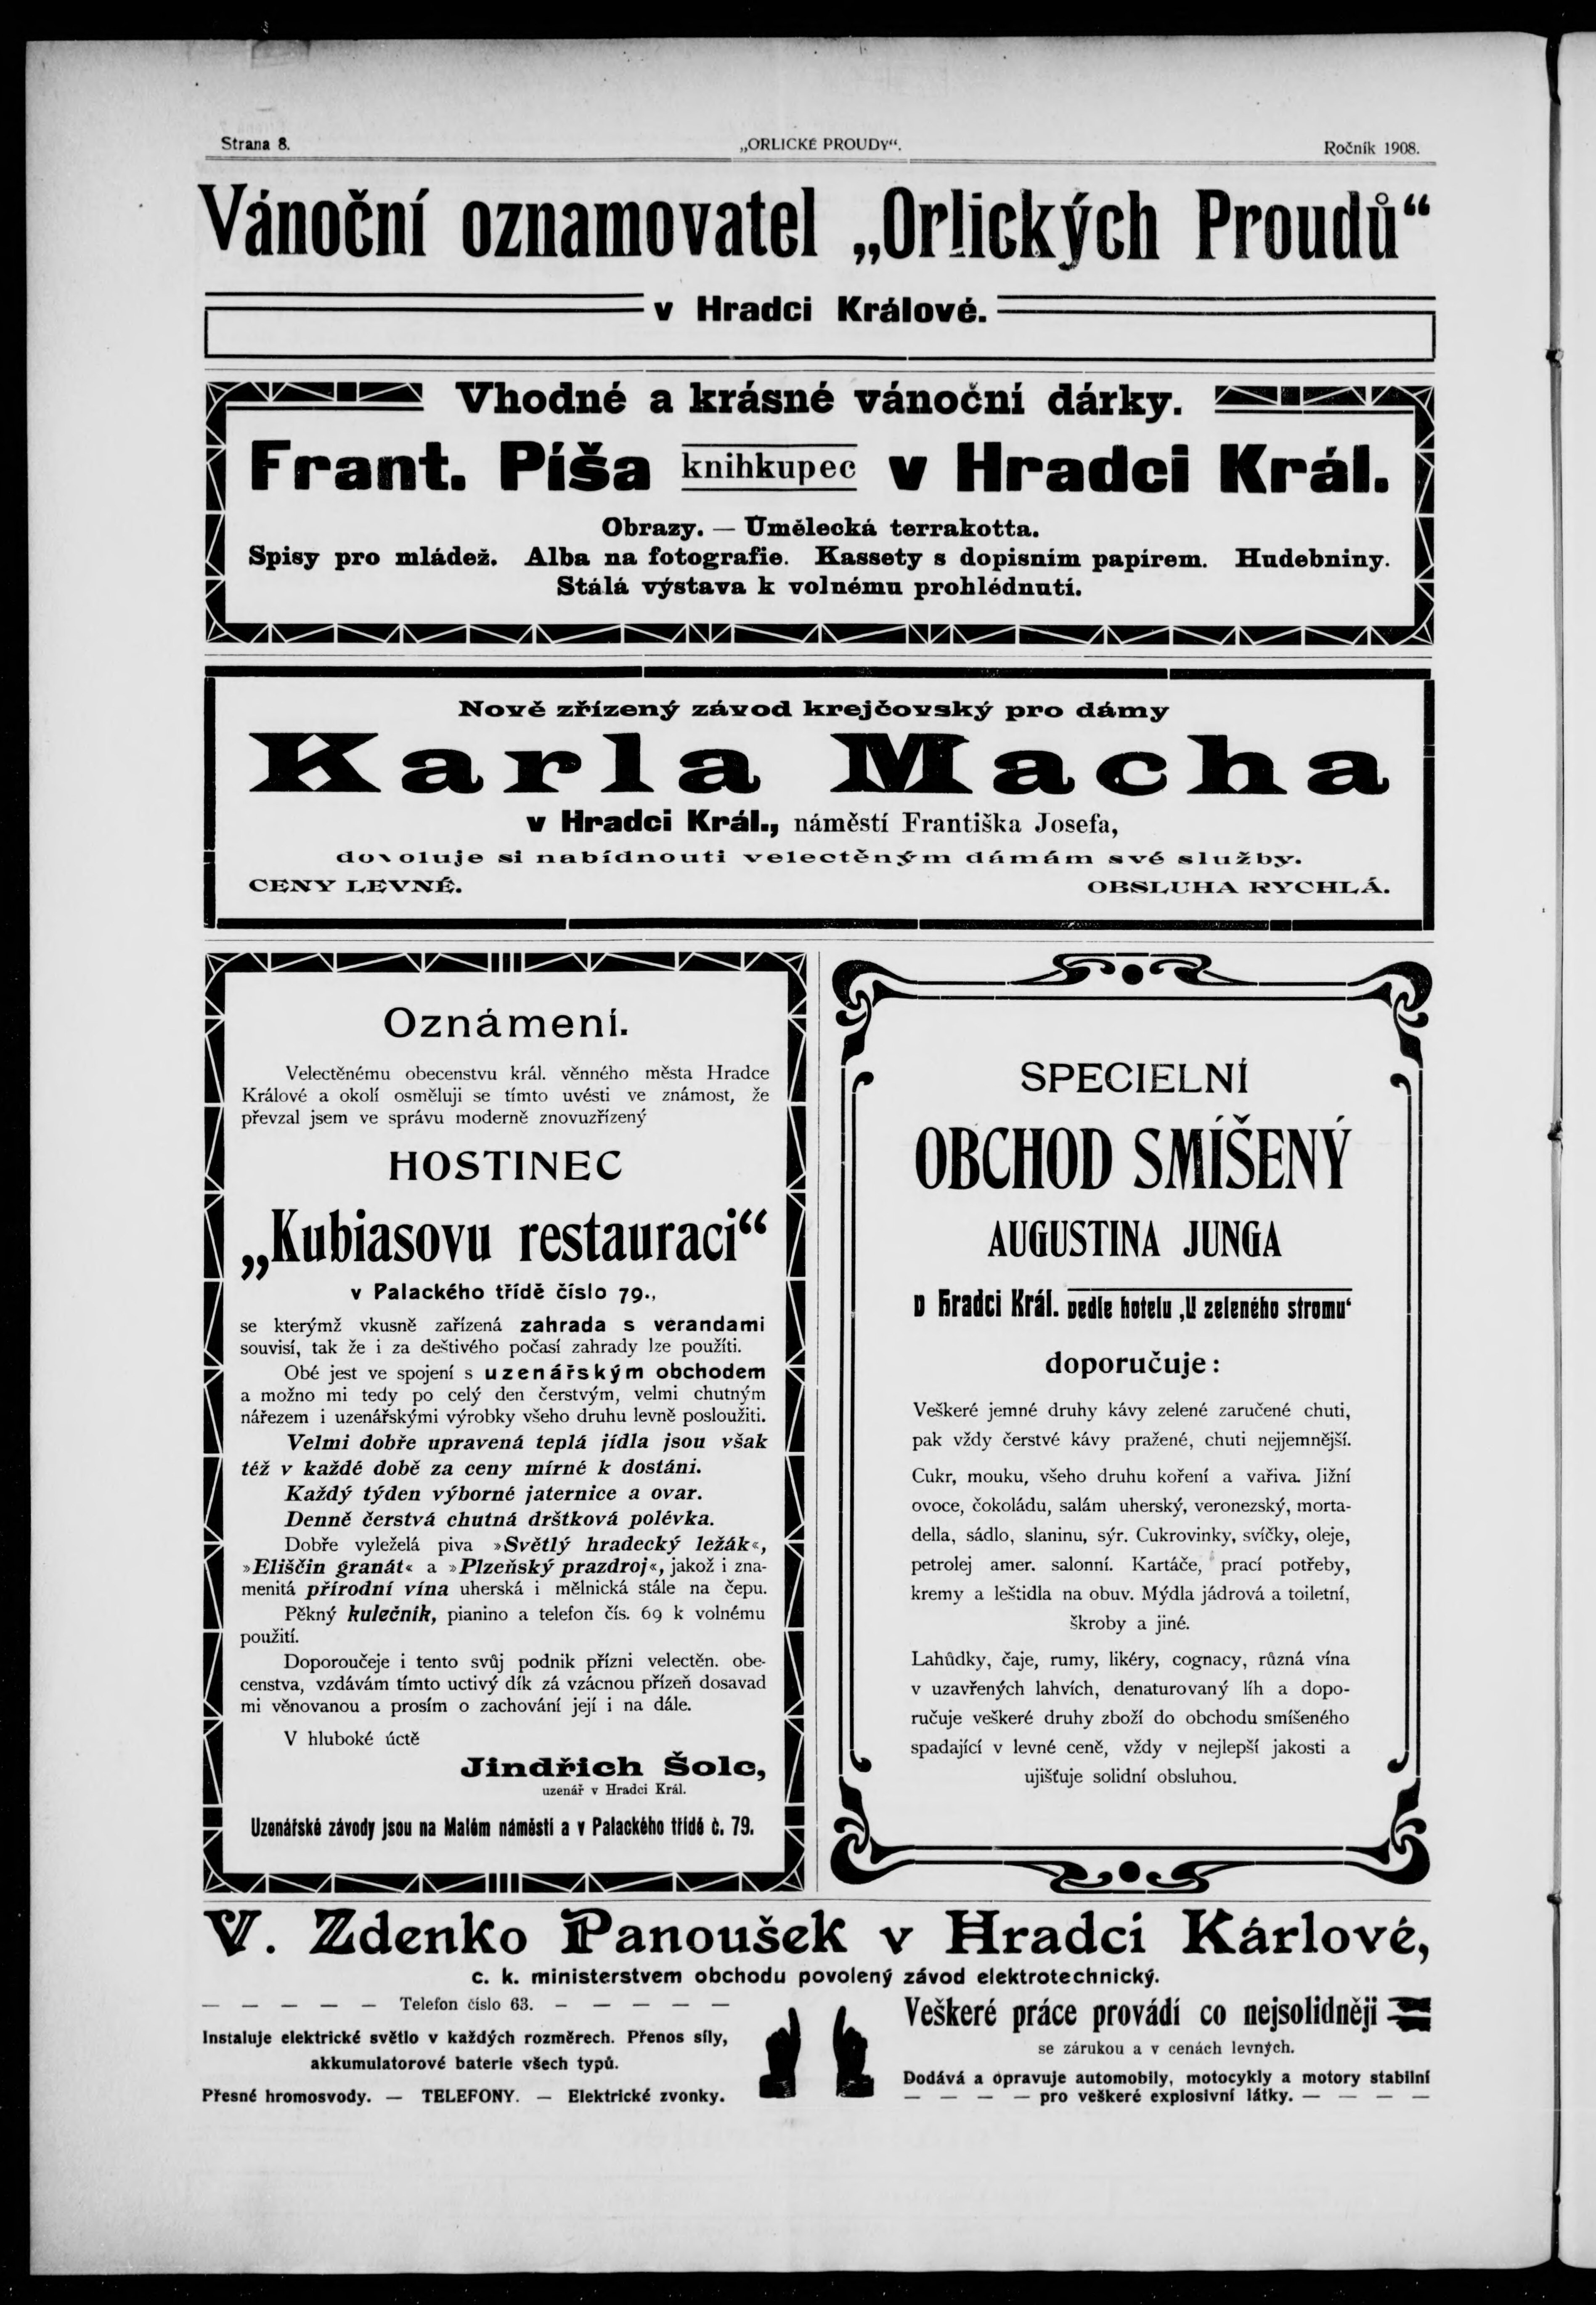 Strana 8.
„ORLICKÉ PROUDY“.
Ročník 1908.
Vánoční oznamovatel „Orlických Proudů“
v Hradci Králové.
Vhodné a krásné vánoční dárky.
Frant. Píša knihkupec v Hradci Král.
Obrazy. — Umělecká terrakotta.
Spisy pro mládež. Alba na fotografie. Kassety s dopisním papírem. Hudebniny.
Stálá výstava k volnému prohlédnutí.
Nově zřízený závod krejčovský pro dámy
Karla Macha
v Hradci Král., náměstí Františka Josefa,
dovoluje si nabídnouti velectěným dámám své služby.
CENY LEVNÉ. OBSLUHA RYCHLÁ.
Oznámení.
Velectěnému obecenstvu král. věnného města Hradce
Králové a okolí osměluji se tímto uvésti ve známost, že
převzal jsem ve správu moderně znovuzřízený
HOSTINEC
„Kubiasovu restauraci“
v Palackého třídě číslo 79.,
se kterýmž vkusně zařízená zahrada s verandami
souvisí, tak že i za deštivého počasí zahrady lze použíti.
Obé jest ve spojení s uzenářským obchodem
a možno mi tedy po celý den čerstvým, velmi chutným
nářezem i uzenářskými výrobky všeho druhu levně posloužiti.
Velmi dobře upravená teplá jídla jsou však
též v každé době za ceny mírné k dostáni.
Každý týden výborné jaternice a ovar.
Denně čerstvá chutná drštková polévka.
Dobře vyleželá piva »Světlý hradecký ležák«,
»Eliščin granát« a »Plzeňský prazdroj«, jakož i zna-
menitá přírodní vína uherská i mělnická stále na čepu.
Pěkný kulečník, pianino a telefon čís. 69 k volnému
použití.
Doporoučeje i tento svůj podnik přízni velectěn. obe-
censtva, vzdávám tímto uctivý dík zá vzácnou přízeň dosavad
mi věnovanou a prosím o zachování její i na dále.
V hluboké úctě
Jindřich Šolc,
uzenář v Hradci Král.
Uzenářské závody jsou na Malém náměstí a v Palackého třídě č. 79.
SPECIELNÍ
OBCHOD SMÍŠENÝ
AUGUSTINA JUNGA
v Hradci Král. vedle hotelu ‚U zeleného stromu‘
doporučuje:
Veškeré jemné druhy kávy zelené zaručené chuti,
pak vždy čerstvé kávy pražené, chuti nejjemnější.
Cukr, mouku, všeho druhu koření a vařiva. Jižní
ovoce, čokoládu, salám uherský, veronezský, morta-
della, sádlo, slaninu, sýr. Cukrovinky, svíčky, oleje,
petrolej amer. salonní. Kartáče, prací potřeby,
kremy a leštidla na obuv. Mýdla jádrová a toiletní,
škroby a jiné.
Lahůdky, čaje, rumy, likéry, cognacy, různá vína
v uzavřených lahvích, denaturovaný líh a dopo-
ručuje veškeré druhy zboží do obchodu smíšeného
spadající v levné ceně, vždy v nejlepší jakosti a
ujišťuje solidní obsluhou.
V. Zdenko Panoušek v Hradci Kárlové,
c. k. ministerstvem obchodu povolený závod elektrotechnický.
— — — — — Telefon číslo 63. — — — — —
Instaluje elektrické světlo v každých rozměrech. Přenos síly,
akkumulatorové baterie všech typů.
Přesné hromosvody. — TELEFONY. — Elektrické zvonky.
Veškeré práce provádí co nejsolidněji
se zárukou a v cenách levných.
Dodává a opravuje automobily, motocykly a motory stabilní
— — — — pro veškeré explosivní látky. — — — —